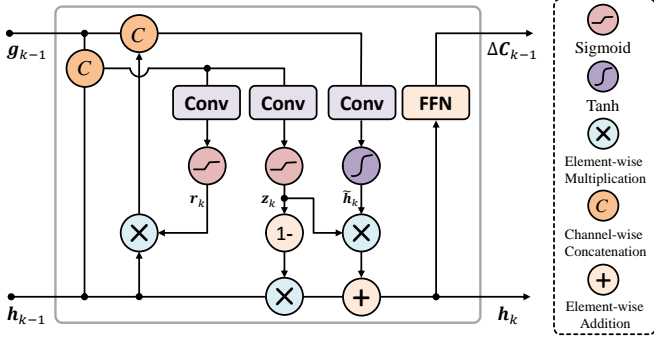 C
g_{k-1}
C
ΔC_{k-1}
Conv Conv Conv FFN
r_k z_k h̃_k
1-
h_{k-1}
h_k
Sigmoid
Tanh
Element-wise
Multiplication
C
Channel-wise
Concatenation
Element-wise
Addition